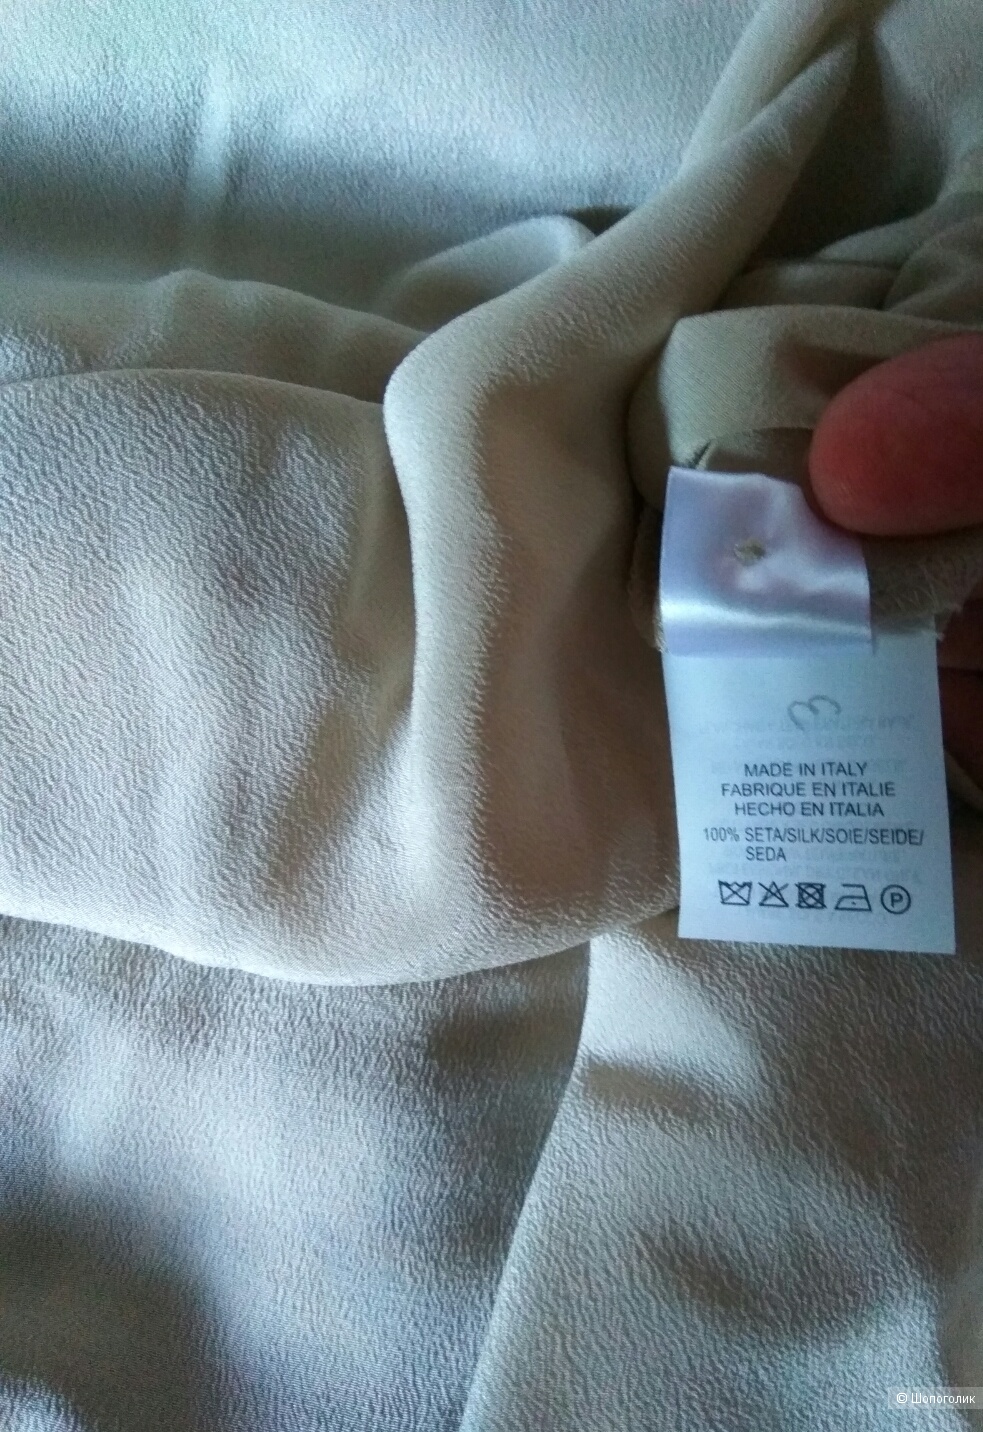 MADE IN ITALY
FABRIQUE EN ITALIE
HECHO EN ITALIA
100% SETA/SILK/SOIE/SEIDE/
SEDA
P
© Шопоголик